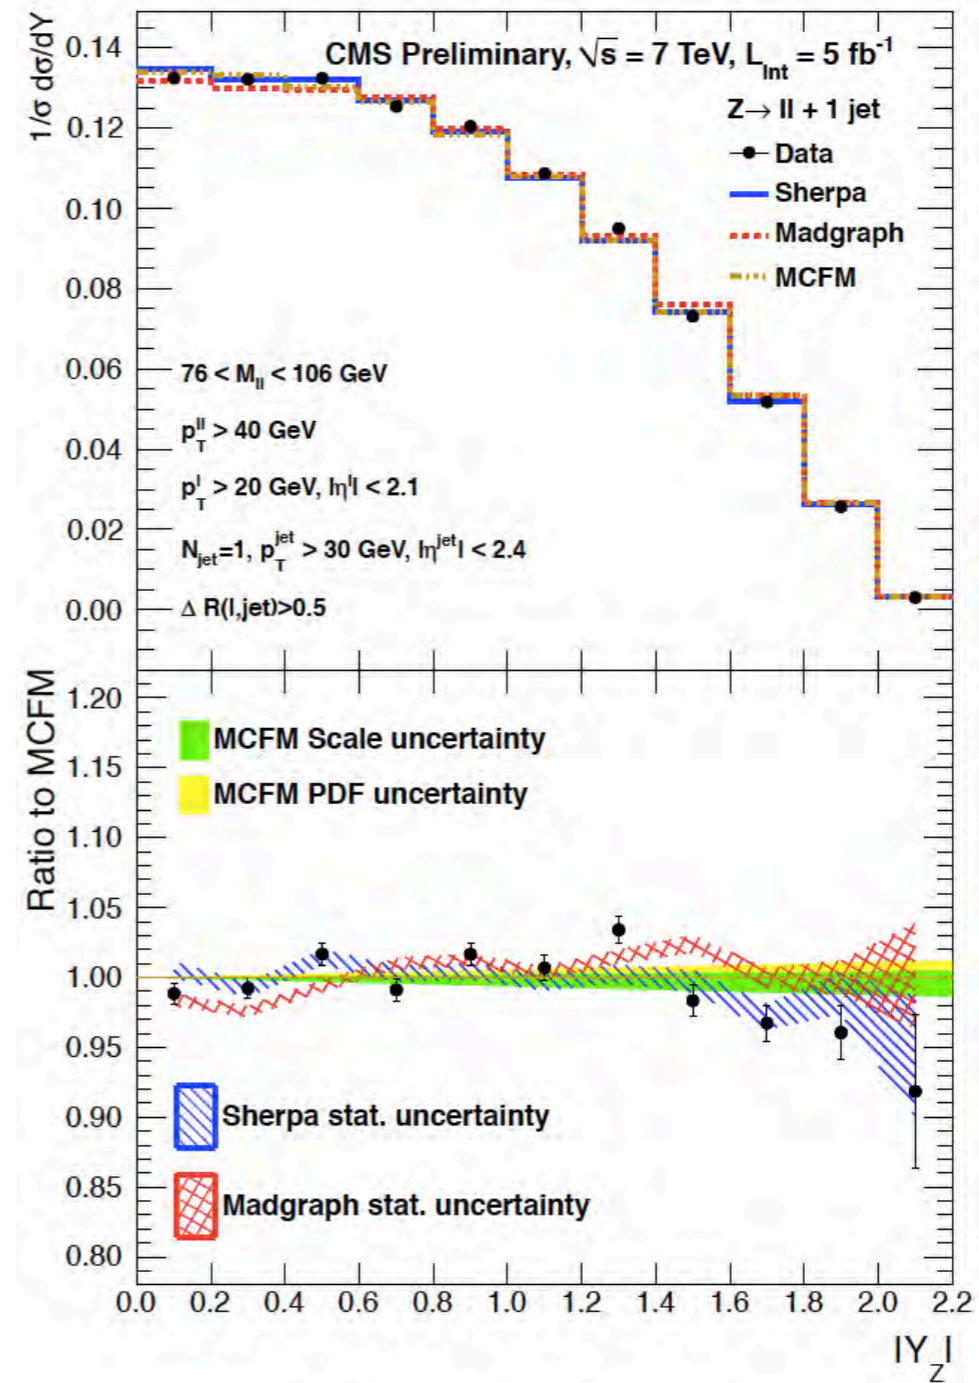 1/σ dσ/dY
CMS Preliminary, √s = 7 TeV, L_Int = 5 fb⁻¹
Z→ ll + 1 jet
Data
Sherpa
Madgraph
MCFM
0.14
0.12
0.10
0.08
0.06
0.04
0.02
0.00
76 < M_ll < 106 GeV
p_T^ll > 40 GeV
p_T^l > 20 GeV, |η^l| < 2.1
N_jet=1, p_T^jet > 30 GeV, |η^jet| < 2.4
Δ R(l,jet)>0.5
Ratio to MCFM
1.20
1.15
1.10
1.05
1.00
0.95
0.90
0.85
0.80
MCFM Scale uncertainty
MCFM PDF uncertainty
Sherpa stat. uncertainty
Madgraph stat. uncertainty
0.0 0.2 0.4 0.6 0.8 1.0 1.2 1.4 1.6 1.8 2.0 2.2
|Y_Z|